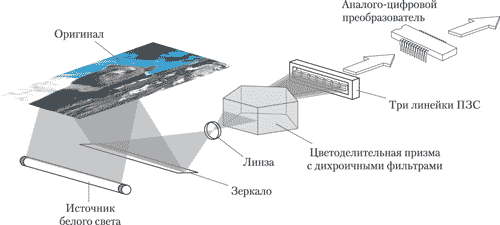 Аналого-цифровой
преобразователь
Оригинал
Три линейки ПЗС
Линза
Цветоделительная призма
с дихроичными фильтрами
Зеркало
Источник
белого света